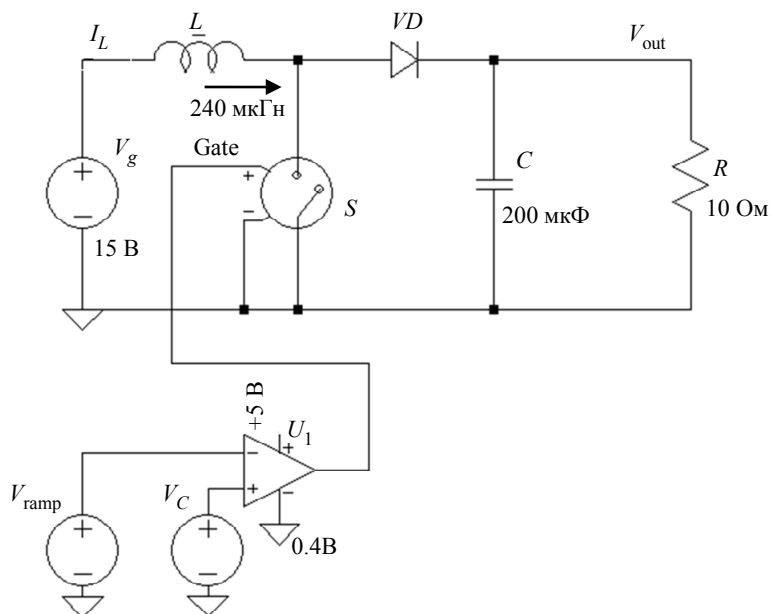 I_L
L
VD
V_out
240 мкГн
V_g
Gate
+
−
+
−
S
C
R
200 мкФ
10 Ом
15 В
+5 В
U_1
+
−
+
−
V_ramp
V_C
+
−
+
−
0.4В